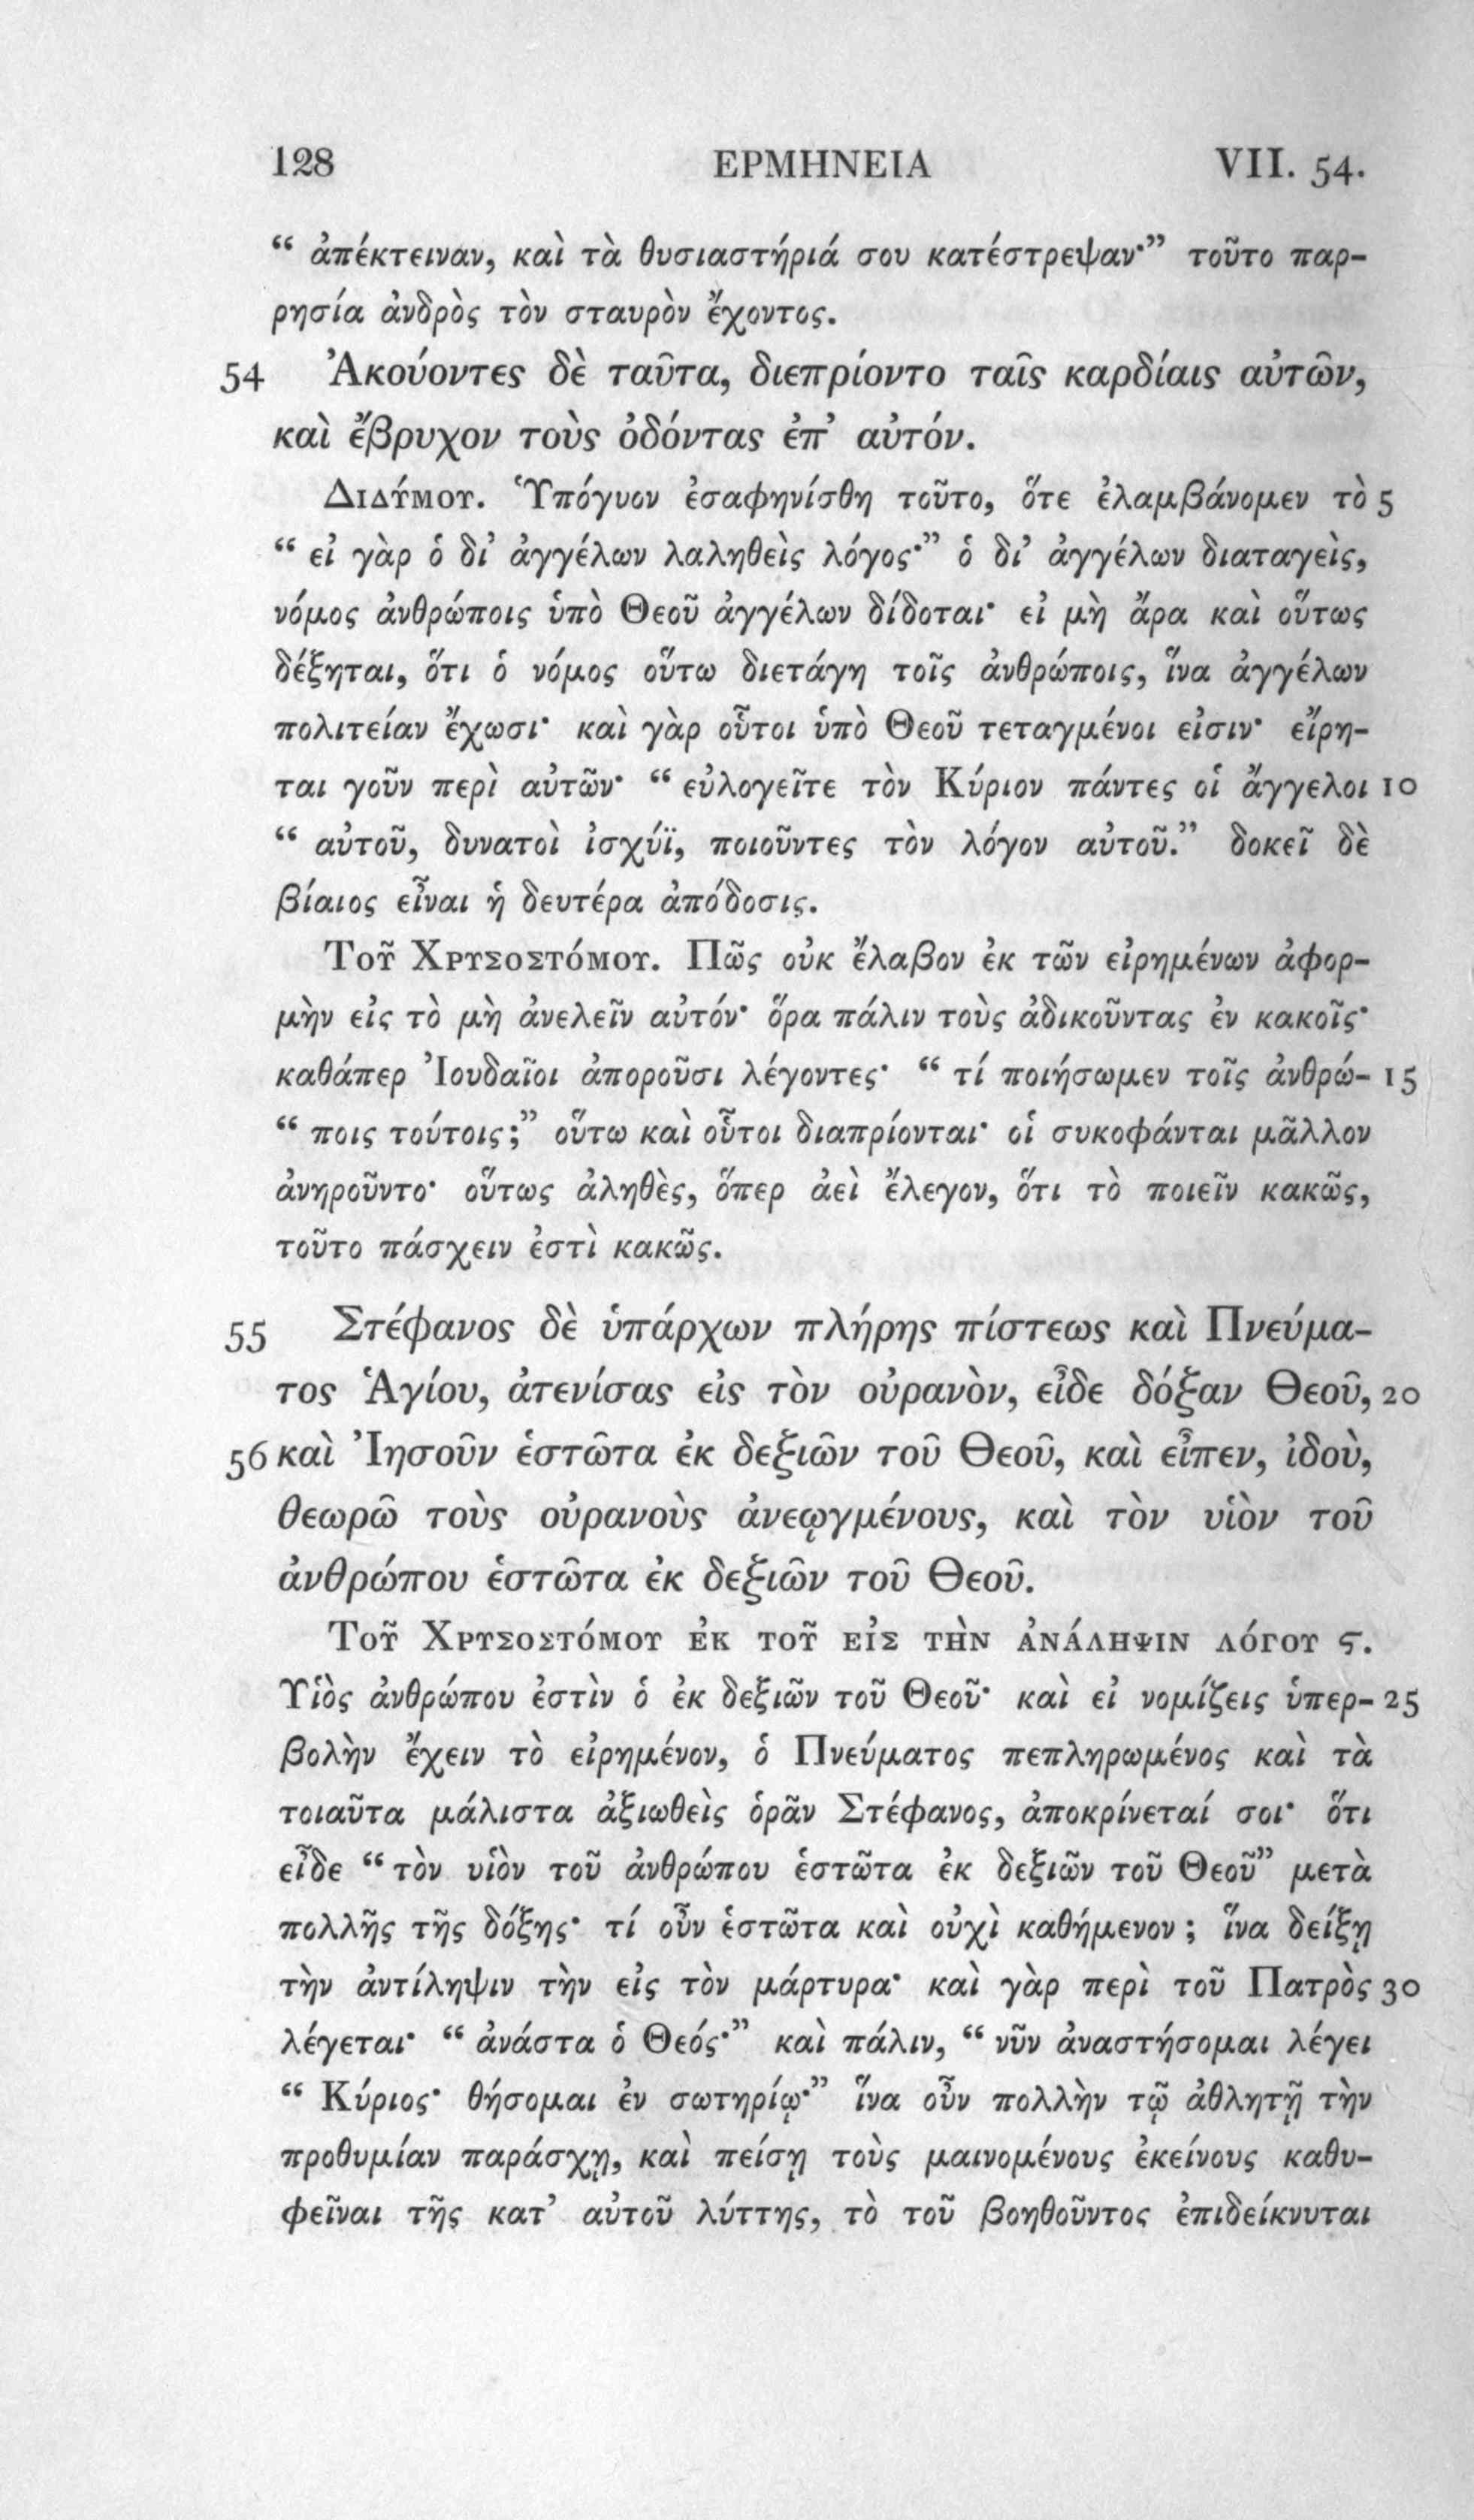 128 ΕΡΜΗΝΕΙΑ VII. 54.
“ ἀπέκτειναν, καὶ τὰ θυσιαστήριά σου κατέστρεψαν·” τοῦτο παρ-
ρησία ἀνδρὸς τὸν σταυρὸν ἔχοντος.
54 Ἀκούοντες δὲ ταῦτα, διεπρίοντο ταῖς καρδίαις αὐτῶν,
καὶ ἔβρυχον τοὺς ὀδόντας ἐπ’ αὐτόν.
Διδύμου. Ὑπόγυον ἐσαφηνίσθη τοῦτο, ὅτε ἐλαμβάνομεν τὸ 5
“ εἰ γὰρ ὁ δι’ ἀγγέλων λαληθεὶς λόγος·” ὁ δι’ ἀγγέλων διαταγεὶς,
νόμος ἀνθρώποις ὑπὸ Θεοῦ ἀγγέλων δίδοται· εἰ μὴ ἄρα καὶ οὕτως
δέξηται, ὅτι ὁ νόμος οὕτω διετάγη τοῖς ἀνθρώποις, ἵνα ἀγγέλων
πολιτείαν ἔχωσι· καὶ γὰρ οὗτοι ὑπὸ Θεοῦ τεταγμένοι εἰσιν· εἴρη-
ται γοῦν περὶ αὐτῶν· “ εὐλογεῖτε τὸν Κύριον πάντες οἱ ἄγγελοι 10
“ αὐτοῦ, δυνατοὶ ἰσχύϊ, ποιοῦντες τὸν λόγον αὐτοῦ.” δοκεῖ δὲ
βίαιος εἶναι ἡ δευτέρα ἀπόδοσις.
Τοῦ Χρυσοστόμου. Πῶς οὐκ ἔλαβον ἐκ τῶν εἰρημένων ἀφορ-
μὴν εἰς τὸ μὴ ἀνελεῖν αὐτόν· ὅρα πάλιν τοὺς ἀδικοῦντας ἐν κακοῖς·
καθάπερ Ἰουδαῖοι ἀποροῦσι λέγοντες· “ τί ποιήσωμεν τοῖς ἀνθρώ- 15
“ ποις τούτοις;” οὕτω καὶ οὗτοι διαπρίονται· οἱ συκοφάνται μᾶλλον
ἀνηροῦντο· οὕτως ἀληθὲς, ὅπερ ἀεὶ ἔλεγον, ὅτι τὸ ποιεῖν κακῶς,
τοῦτο πάσχειν ἐστὶ κακῶς.
55 Στέφανος δὲ ὑπάρχων πλήρης πίστεως καὶ Πνεύμα-
τος Ἁγίου, ἀτενίσας εἰς τὸν οὐρανὸν, εἶδε δόξαν Θεοῦ, 20
56 καὶ Ἰησοῦν ἑστῶτα ἐκ δεξιῶν τοῦ Θεοῦ, καὶ εἶπεν, ἰδοὺ,
θεωρῶ τοὺς οὐρανοὺς ἀνεῳγμένους, καὶ τὸν υἱὸν τοῦ
ἀνθρώπου ἑστῶτα ἐκ δεξιῶν τοῦ Θεοῦ.
Τοῦ Χρυσοστόμου ἐκ τοῦ εἰς τὴν ἀνάληψιν λόγου ϛ.
Υἱὸς ἀνθρώπου ἐστὶν ὁ ἐκ δεξιῶν τοῦ Θεοῦ· καὶ εἰ νομίζεις ὑπερ- 25
βολὴν ἔχειν τὸ εἰρημένον, ὁ Πνεύματος πεπληρωμένος καὶ τὰ
τοιαῦτα μάλιστα ἀξιωθεὶς ὁρᾶν Στέφανος, ἀποκρίνεταί σοι· ὅτι
εἶδε “ τὸν υἱὸν τοῦ ἀνθρώπου ἑστῶτα ἐκ δεξιῶν τοῦ Θεοῦ” μετὰ
πολλῆς τῆς δόξης· τί οὖν ἑστῶτα καὶ οὐχὶ καθήμενον ; ἵνα δείξῃ
τὴν ἀντίληψιν τὴν εἰς τὸν μάρτυρα· καὶ γὰρ περὶ τοῦ Πατρὸς 30
λέγεται· “ ἀνάστα ὁ Θεός·” καὶ πάλιν, “ νῦν ἀναστήσομαι λέγει
“ Κύριος· θήσομαι ἐν σωτηρίῳ·” ἵνα οὖν πολλὴν τῷ ἀθλητῇ τὴν
προθυμίαν παράσχῃ, καὶ πείσῃ τοὺς μαινομένους ἐκείνους καθυ-
φεῖναι τῆς κατ’ αὐτοῦ λύττης, τὸ τοῦ βοηθοῦντος ἐπιδείκνυται